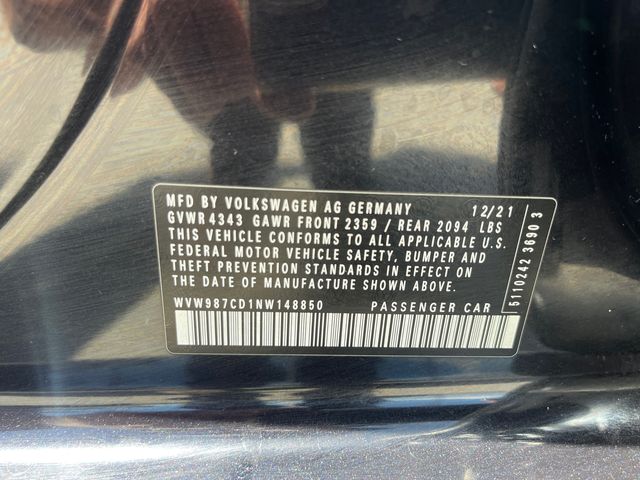 MFD BY VOLKSWAGEN AG GERMANY 12/21
GVWR 4343 GAWR FRONT 2359 / REAR 2094 LBS
THIS VEHICLE CONFORMS TO ALL APPLICABLE U.S.
FEDERAL MOTOR VEHICLE SAFETY, BUMPER AND
THEFT PREVENTION STANDARDS IN EFFECT ON
THE DATE OF MANUFACTURE SHOWN ABOVE.
WVW987CD1NW148850 PASSENGER CAR
5110242 3690 3